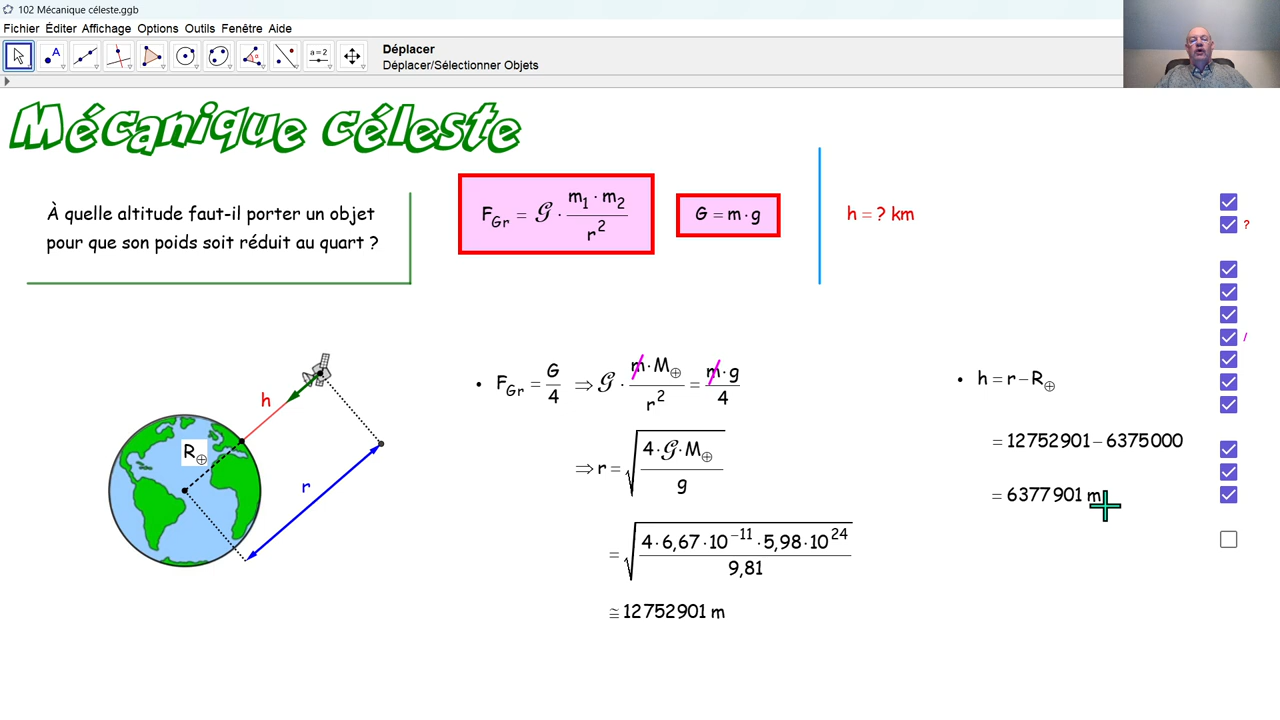 102 Mécanique céleste.ggb
Fichier Éditer Affichage Options Outils Fenêtre Aide
A
a=2
Déplacer
Déplacer/Sélectionner Objets
Mécanique céleste
À quelle altitude faut-il porter un objet
pour que son poids soit réduit au quart ?
F_Gr = 𝒢 · (m₁ · m₂) / r²
G = m · g
h = ? km
?
• F_Gr = G/4 ⇒ 𝒢 · (m · M⊕) / r² = (m · g) / 4
⇒ r = √((4 · 𝒢 · M⊕) / g)
= √((4 · 6,67 · 10⁻¹¹ · 5,98 · 10²⁴) / 9,81)
≅ 12752901 m
• h = r − R⊕
= 12752901 − 6375000
= 6377901 m
/
h
R⊕
r